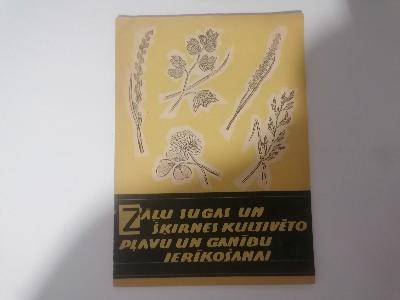 ZĀĻU SUGAS UN
ŠĶIRNES KULTIVĒTO
PĻAVU UN GANĪBU
IERĪKOŠANAI